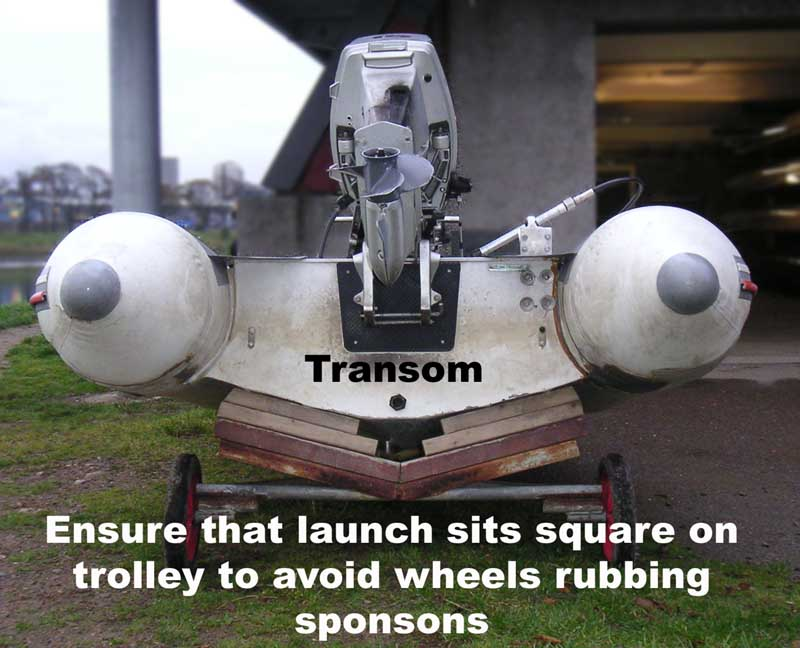 Transom
Ensure that launch sits square on
trolley to avoid wheels rubbing
sponsons